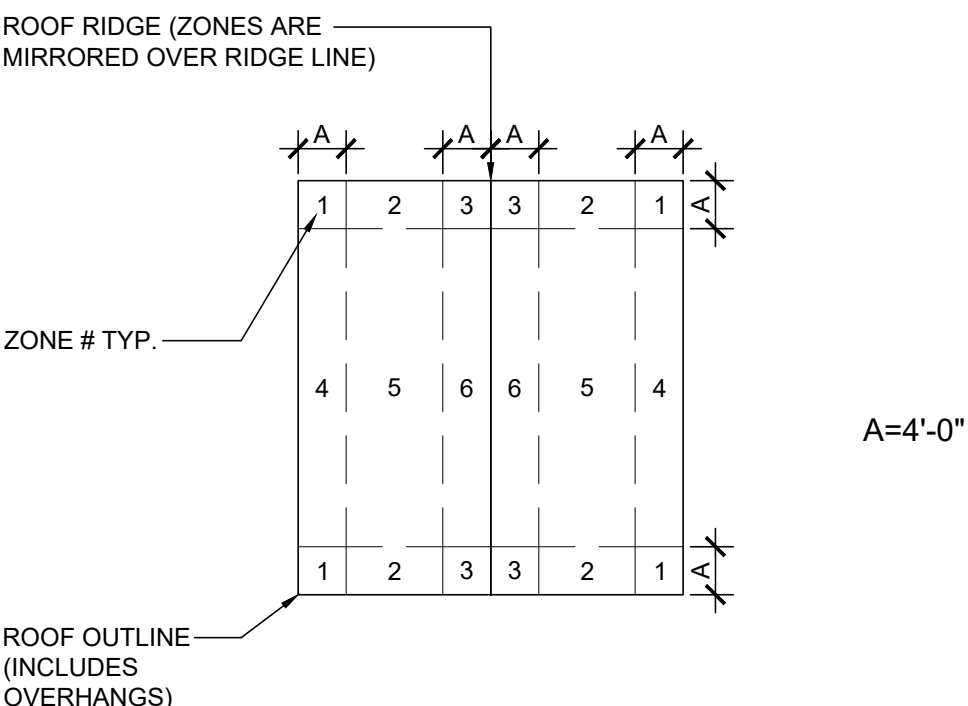 ROOF RIDGE (ZONES ARE
MIRRORED OVER RIDGE LINE)
A A A A
1 2 3 3 2 1 A
ZONE # TYP.
4 5 6 6 5 4
A=4'-0"
1 2 3 3 2 1 A
ROOF OUTLINE
(INCLUDES
OVERHANGS)